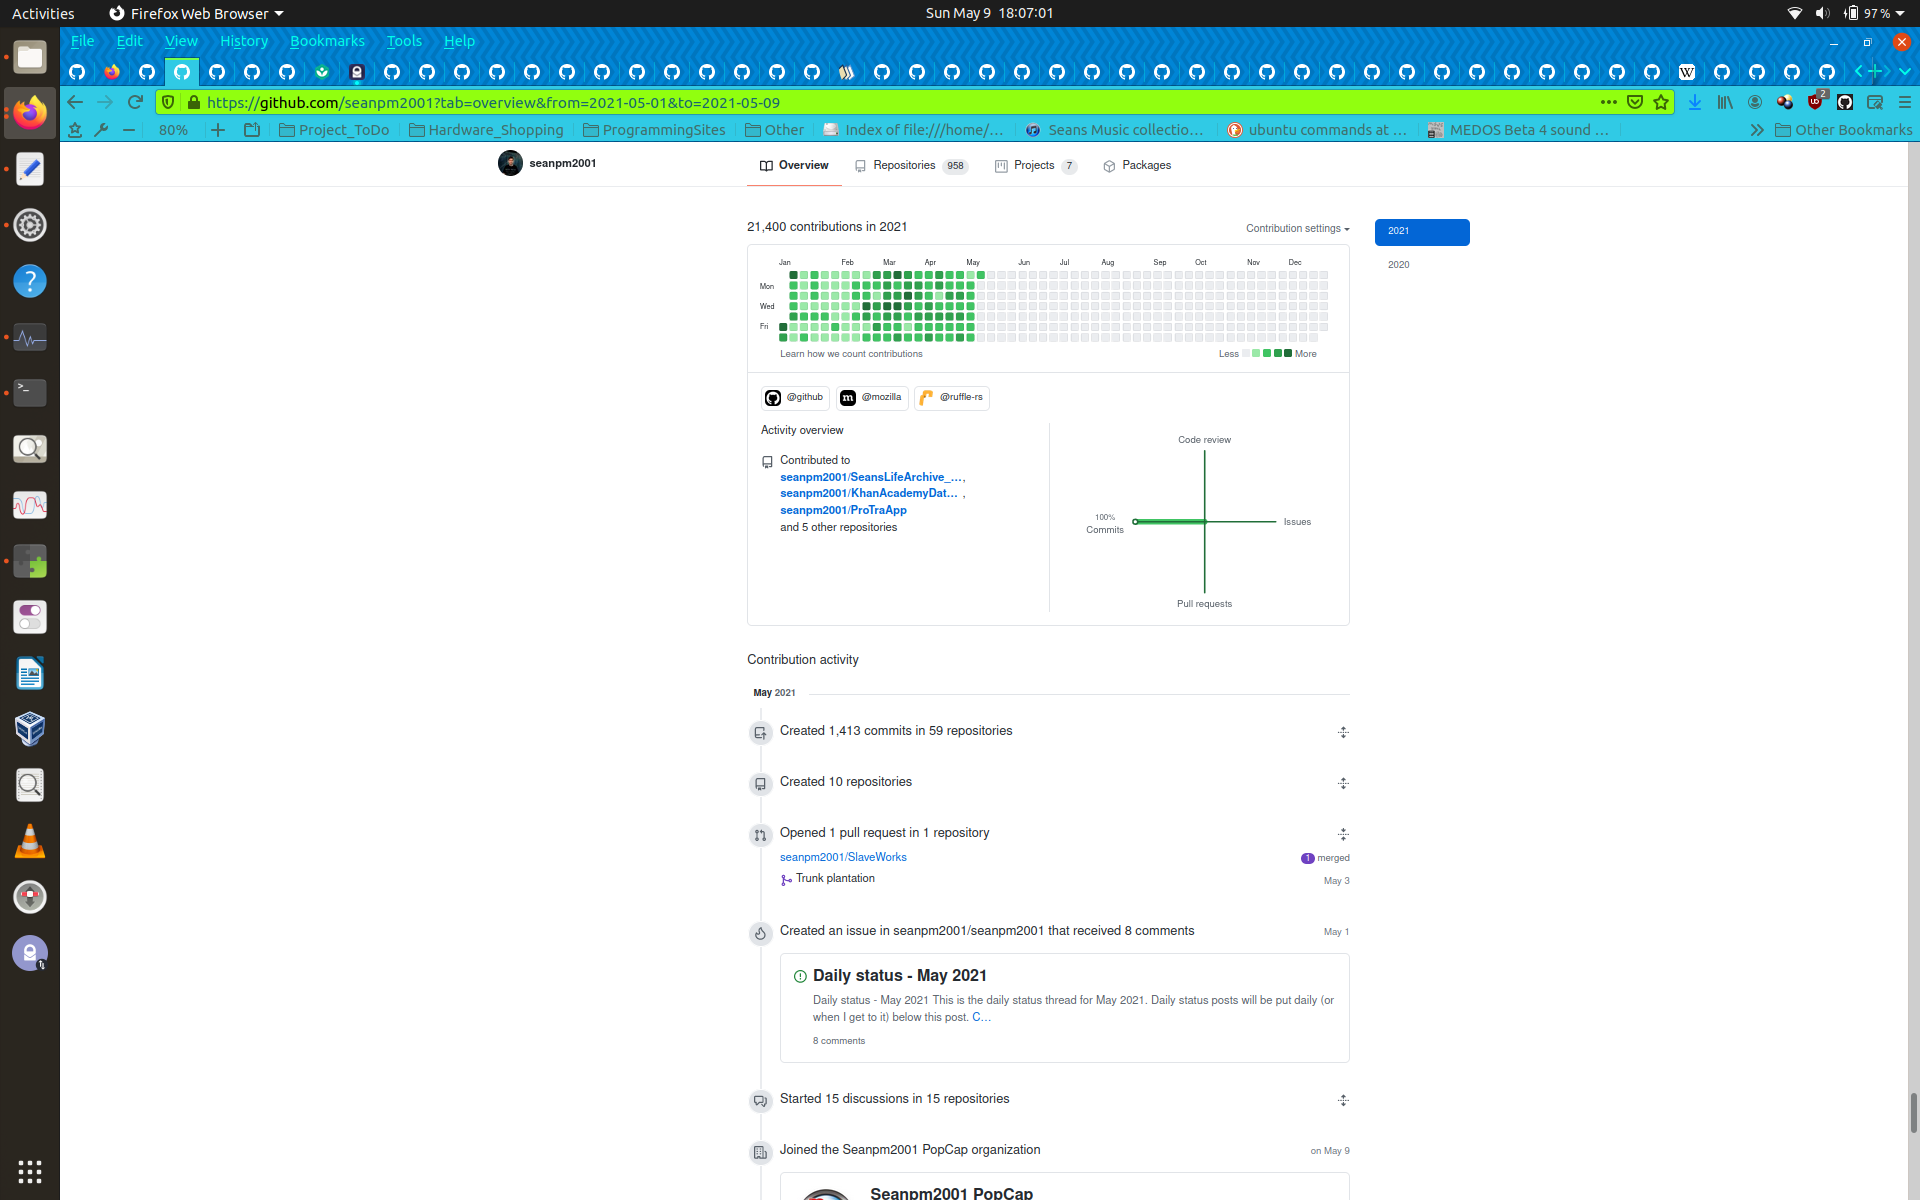 Activities
Firefox Web Browser
Sun May 9 18:07:01
97 %
File Edit View History Bookmarks Tools Help
W
https://github.com/seanpm2001?tab=overview&from=2021-05-01&to=2021-05-09
2
80%
Project_ToDo
Hardware_Shopping
ProgrammingSites
Other
Index of file:///home/...
Seans Music collectio...
ubuntu commands at ...
MEDOS Beta 4 sound ...
Other Bookmarks
seanpm2001
Overview
Repositories 958
Projects 7
Packages
21,400 contributions in 2021
Contribution settings
2021
2020
Jan Feb Mar Apr May Jun Jul Aug Sep Oct Nov Dec
Mon
Wed
Fri
Learn how we count contributions
Less More
@github
@mozilla
@ruffle-rs
Activity overview
Contributed to
seanpm2001/SeansLifeArchive_...,
seanpm2001/KhanAcademyDat... ,
seanpm2001/ProTraApp
and 5 other repositories
Code review
100%
Commits
Issues
Pull requests
Contribution activity
May 2021
Created 1,413 commits in 59 repositories
Created 10 repositories
Opened 1 pull request in 1 repository
seanpm2001/SlaveWorks
1 merged
Trunk plantation
May 3
Created an issue in seanpm2001/seanpm2001 that received 8 comments
May 1
Daily status - May 2021
Daily status - May 2021 This is the daily status thread for May 2021. Daily status posts will be put daily (or
when I get to it) below this post. C...
8 comments
Started 15 discussions in 15 repositories
Joined the Seanpm2001 PopCap organization
on May 9
Seanpm2001 PopCap